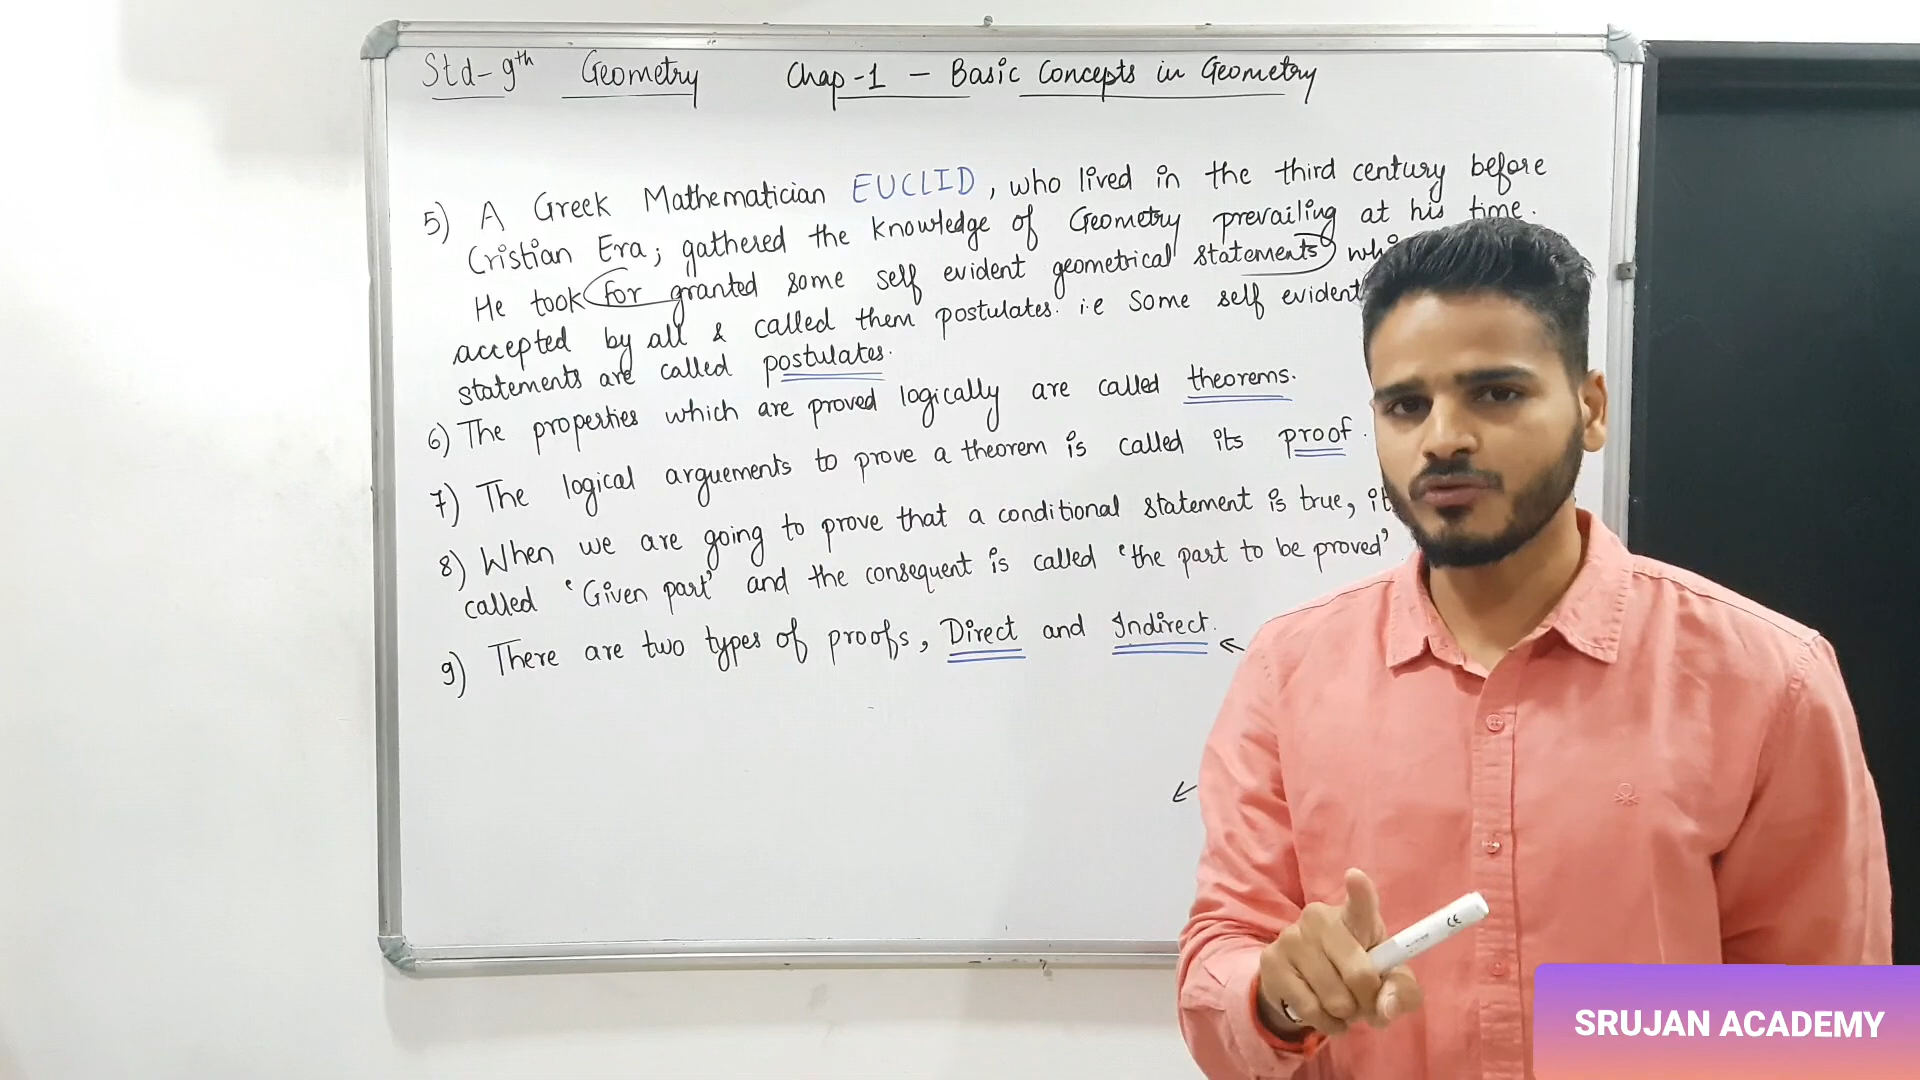 Std-9th Geometry Chap-1 – Basic Concepts in Geometry
5) A Greek Mathematician EUCLID, who lived in the third century before
Cristian Era; gathered the knowledge of Geometry prevailing at his time.
He took for granted some self evident geometrical statements whi
accepted by all & called them postulates. i.e Some self evident
statements are called postulates.
6) The properties which are proved logically are called theorems.
7) The logical arguements to prove a theorem is called its proof.
8) When we are going to prove that a conditional statement is true, it
called 'Given part' and the consequent is called 'the part to be proved'
9) There are two types of proofs, Direct and Indirect.
CE
SRUJAN ACADEMY